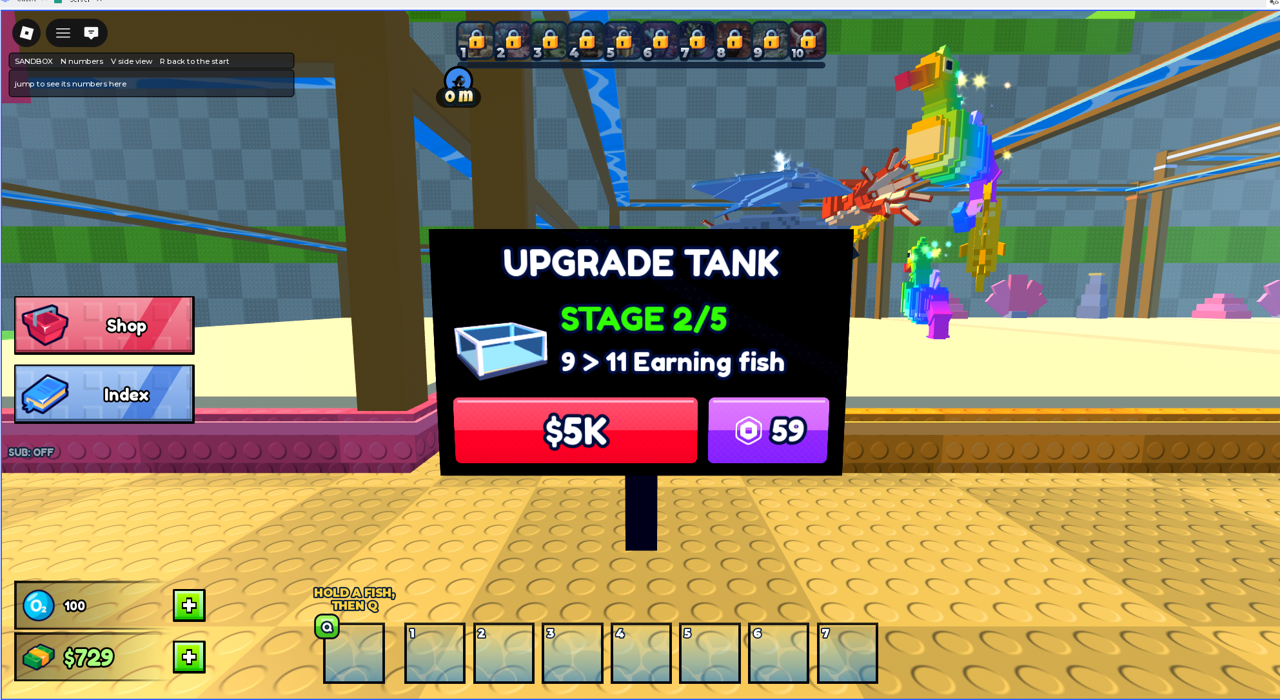 SANDBOX N numbers V side view R back to the start
jump to see its numbers here
1 2 3 4 5 6 7 8 9 10
0 m
UPGRADE TANK
STAGE 2/5
9 > 11 Earning fish
$5K
59
Shop
Index
SUB: OFF
O2 100
$729
HOLD A FISH,
THEN Q
Q
1 2 3 4 5 6 7